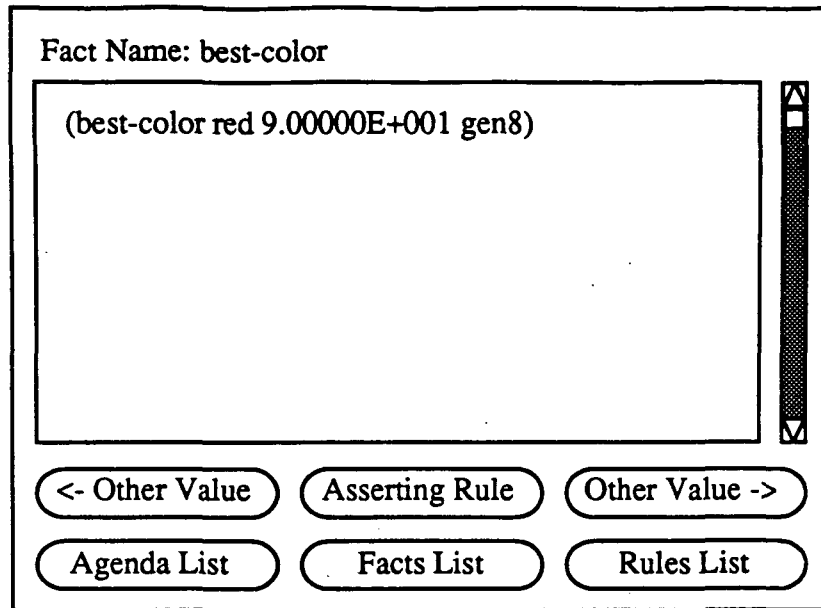 Fact Name: best-color
(best-color red 9.00000E+001 gen8)
<- Other Value Asserting Rule Other Value ->
Agenda List Facts List Rules List